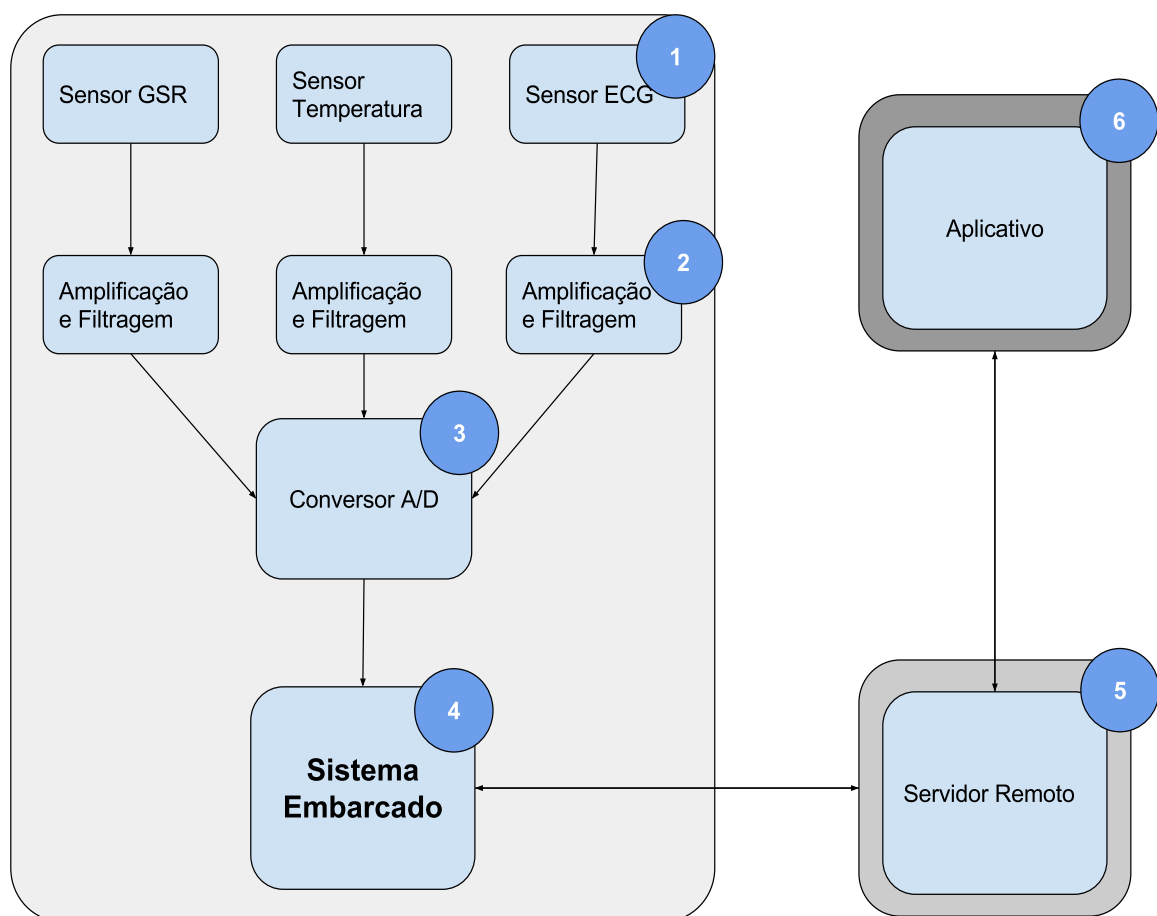 1
Sensor GSR
Sensor
Temperatura
Sensor ECG
6
Aplicativo
2
Amplificação
e Filtragem
Amplificação
e Filtragem
Amplificação
e Filtragem
3
Conversor A/D
4
Sistema
Embarcado
5
Servidor Remoto